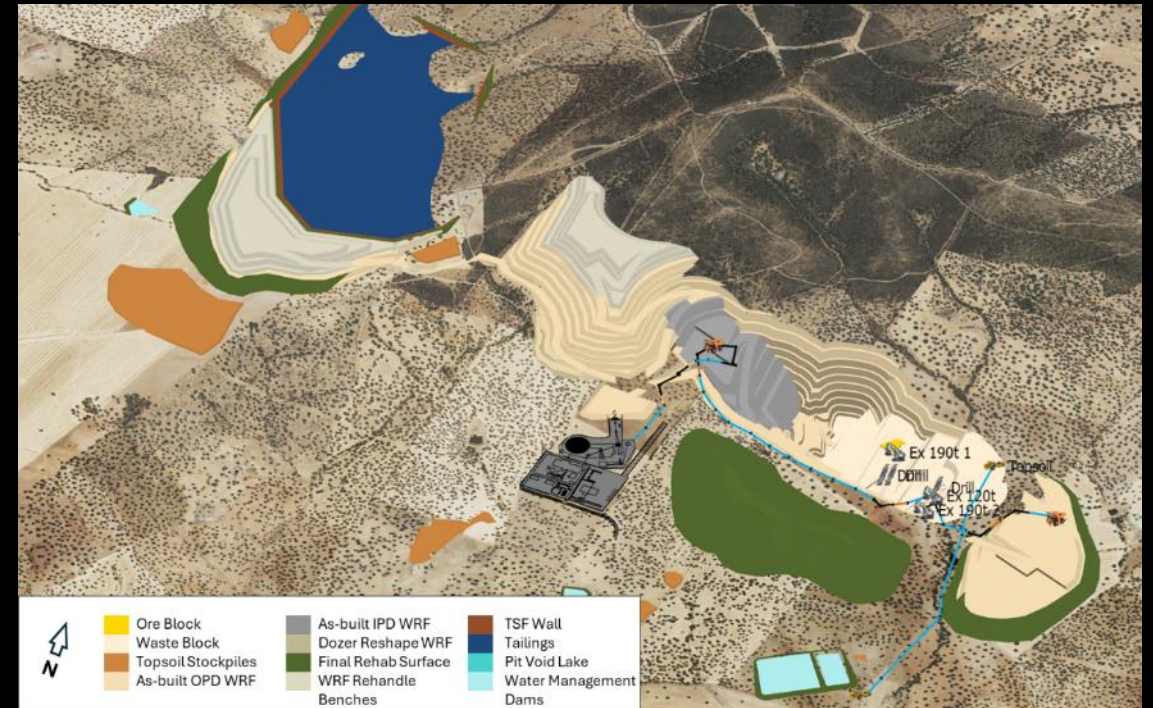 Ex 190t 1
Topsoil
Drill
Drill
Ex 120t
Ex 190t 2
N
Ore Block
Waste Block
Topsoil Stockpiles
As-built OPD WRF
As-built IPD WRF
Dozer Reshape WRF
Final Rehab Surface
WRF Rehandle
Benches
TSF Wall
Tailings
Pit Void Lake
Water Management
Dams